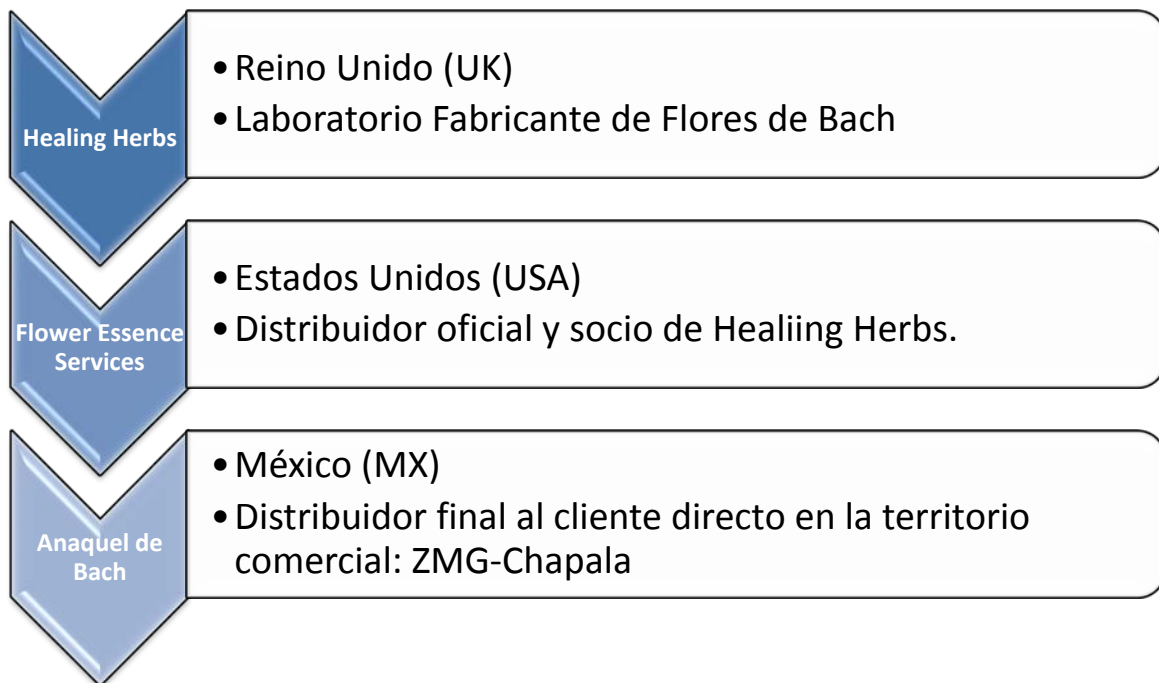 Healing Herbs
•Reino Unido (UK)
•Laboratorio Fabricante de Flores de Bach
Flower Essence
Services
•Estados Unidos (USA)
•Distribuidor oficial y socio de Healiing Herbs.
Anaquel de
Bach
•México (MX)
•Distribuidor final al cliente directo en la territorio
comercial: ZMG-Chapala